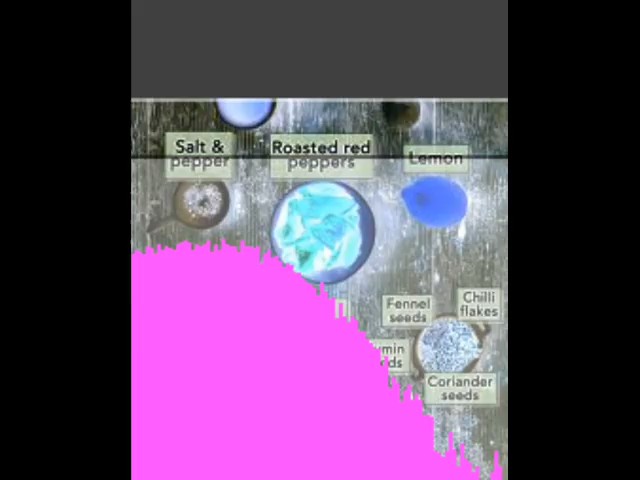 Salt &
pepper
Roasted red
peppers
Lemon
Fennel
seeds
Chilli
flakes
Coriander
seeds